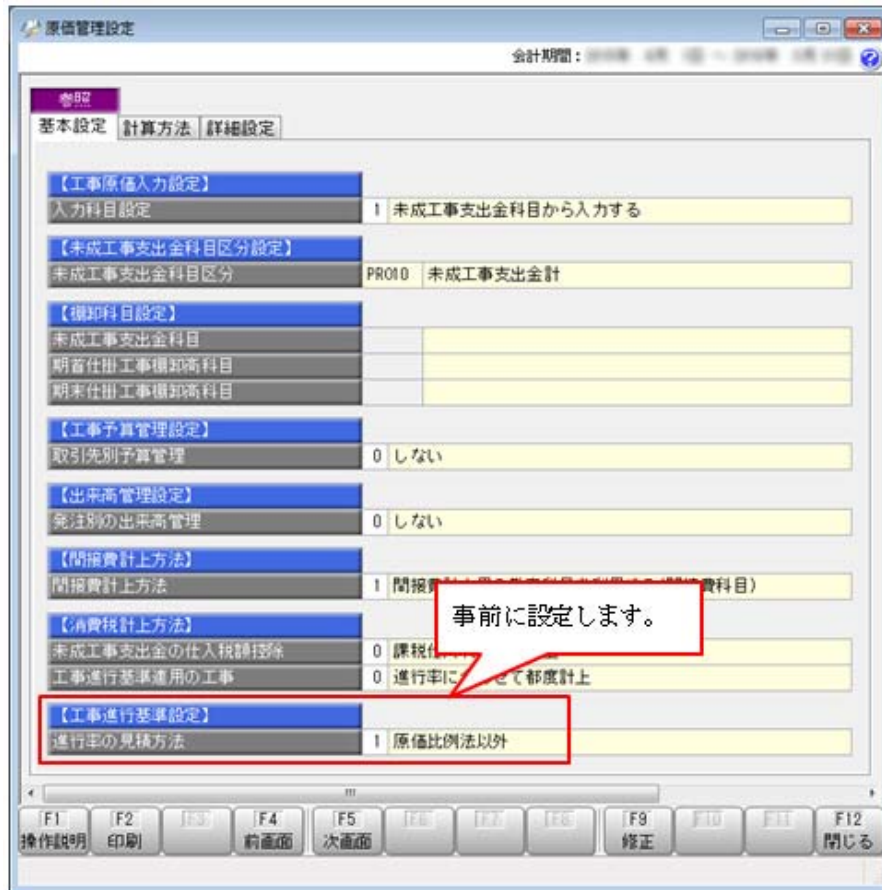 原価管理設定
会計期間：
参照
基本設定 計算方法 詳細設定
【工事原価入力設定】
入力科目設定 1 未成工事支出金科目から入力する
【未成工事支出金科目区分設定】
未成工事支出金科目区分 PR010 未成工事支出金計
【棚卸科目設定】
未成工事支出金科目
期首仕掛工事棚卸高科目
期末仕掛工事棚卸高科目
【工事予算管理設定】
取引先別予算管理 0 しない
【出来高管理設定】
発注別の出来高管理 0 しない
【間接費計上方法】
間接費計上方法 1 間接費 費科目）
事前に設定します。
【消費税計上方法】
未成工事支出金の仕入税額控除 0 課税仕
工事進行基準適用の工事 0 進行率に せて都度計上
【工事進行基準設定】
進行率の見積方法 1 原価比例法以外
F1 F2 F3 F4 F5 F6 F7 F8 F9 F10 F11 F12
操作説明 印刷 前画面 次画面 修正 閉じる